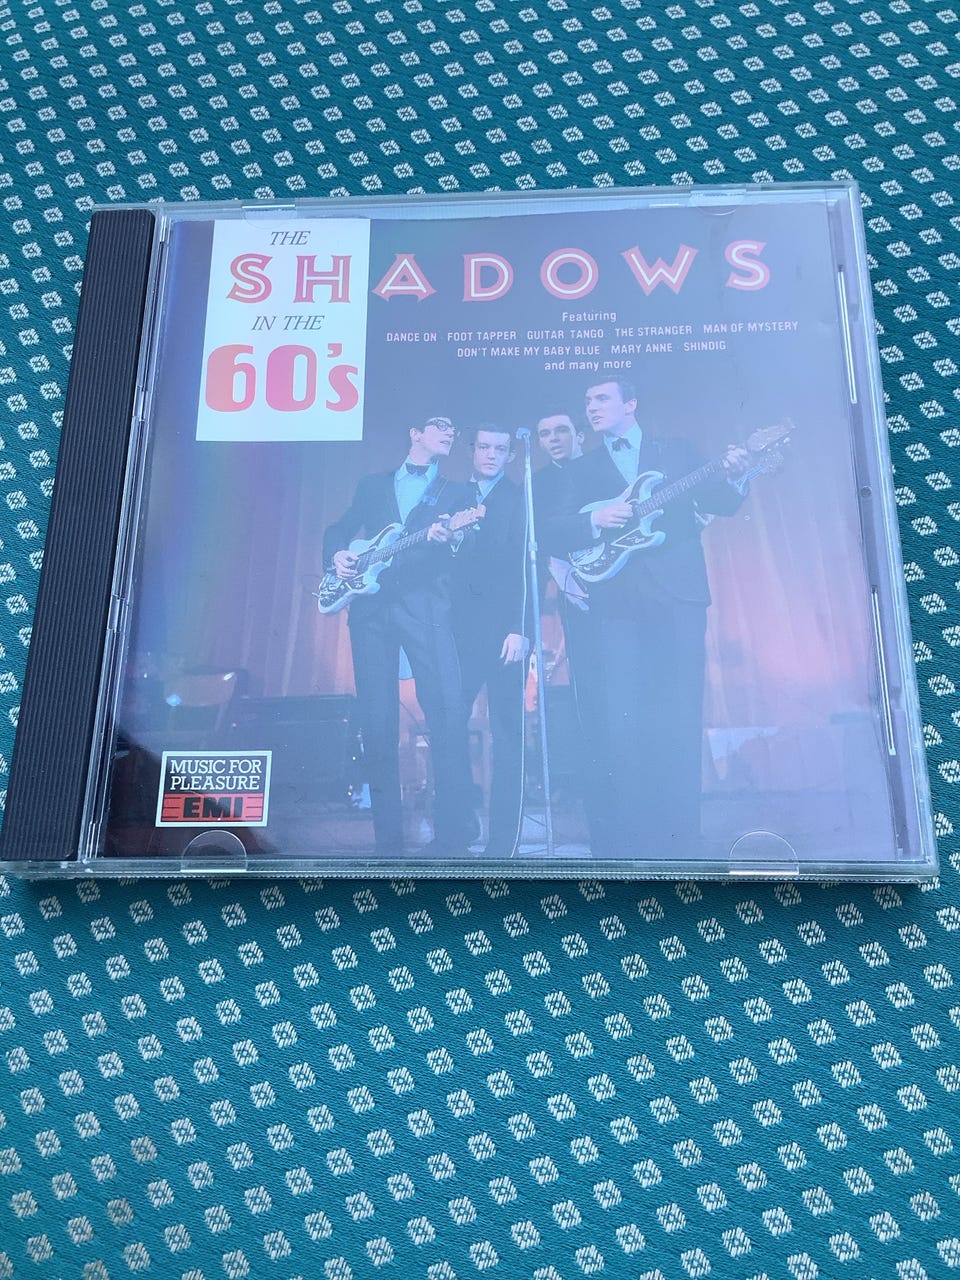 THE
SHADOWS
IN THE
60's
Featuring
DANCE ON · FOOT TAPPER · GUITAR TANGO · THE STRANGER · MAN OF MYSTERY
DON'T MAKE MY BABY BLUE · MARY ANNE · SHINDIG
and many more
MUSIC FOR
PLEASURE
EMI